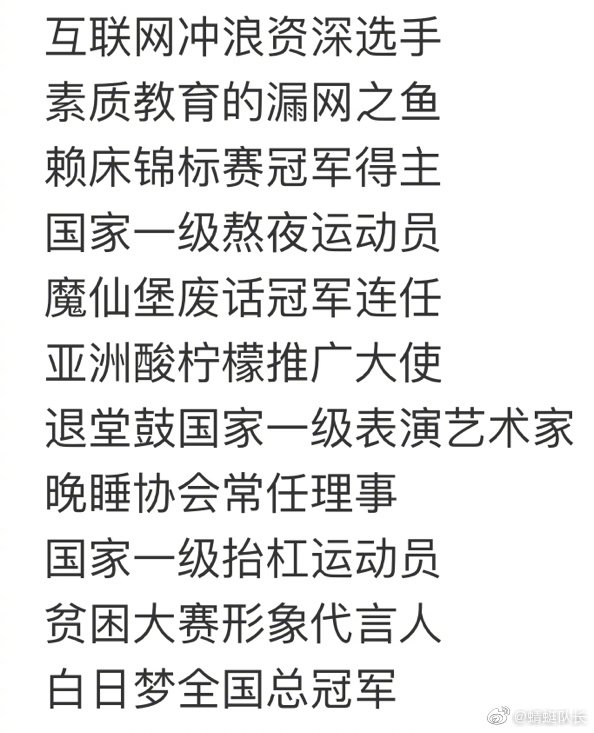 互联网冲浪资深选手
素质教育的漏网之鱼
赖床锦标赛冠军得主
国家一级熬夜运动员
魔仙堡废话冠军连任
亚洲酸柠檬推广大使
退堂鼓国家一级表演艺术家
晚睡协会常任理事
国家一级抬杠运动员
贫困大赛形象代言人
白日梦全国总冠军
@蜻蜓队长